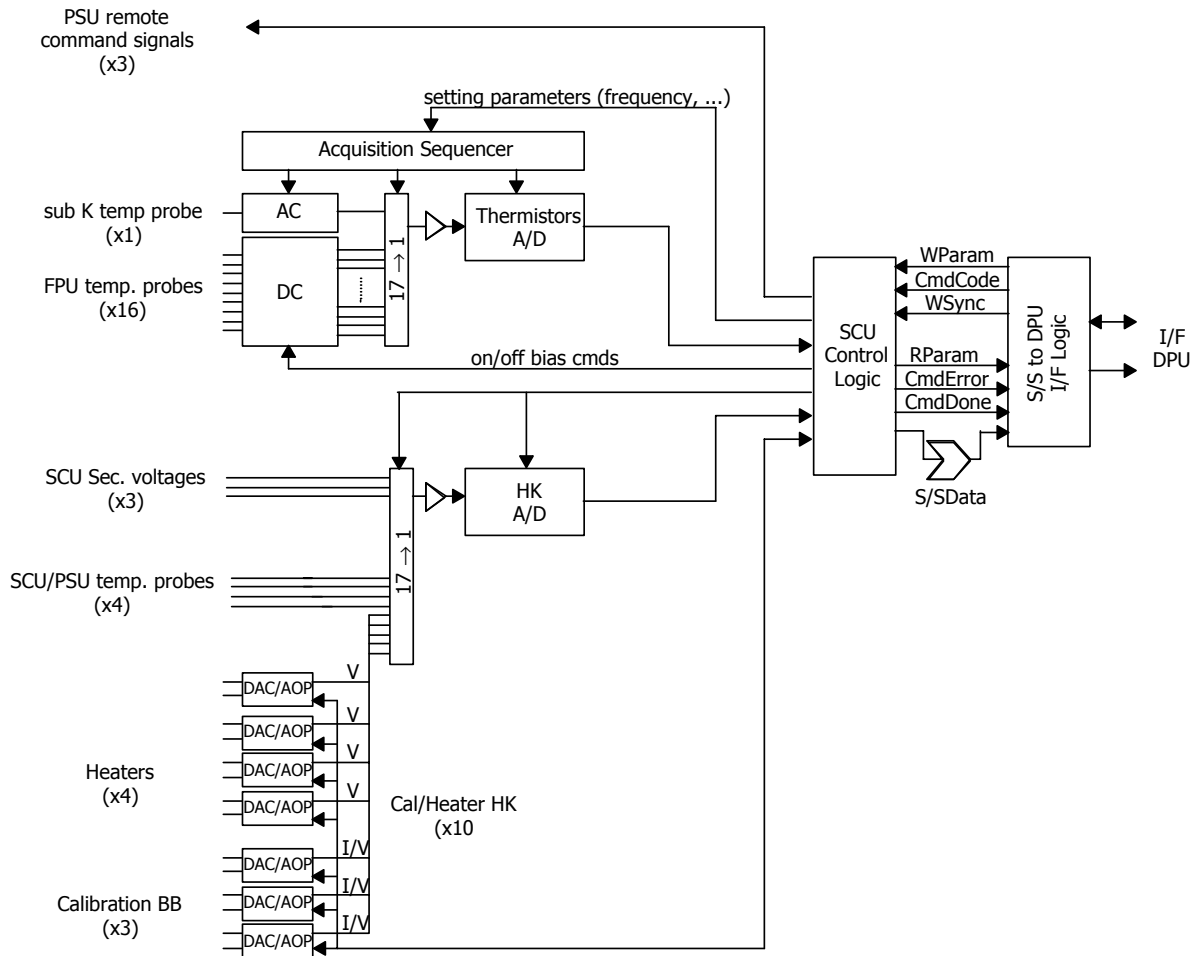 PSU remote
command signals
(x3)
setting parameters (frequency, ...)
Acquisition Sequencer
sub K temp probe
(x1)
AC
17 → 1
Thermistors
A/D
FPU temp. probes
(x16)
DC
........
on/off bias cmds
SCU
Control
Logic
WParam
CmdCode
WSync
RParam
CmdError
CmdDone
S/SData
S/S to DPU
I/F Logic
I/F
DPU
SCU Sec. voltages
(x3)
17 → 1
HK
A/D
SCU/PSU temp. probes
(x4)
Heaters
(x4)
DAC/AOP
V
DAC/AOP
V
DAC/AOP
V
DAC/AOP
V
Cal/Heater HK
(x10
Calibration BB
(x3)
DAC/AOP
I/V
DAC/AOP
I/V
DAC/AOP
I/V